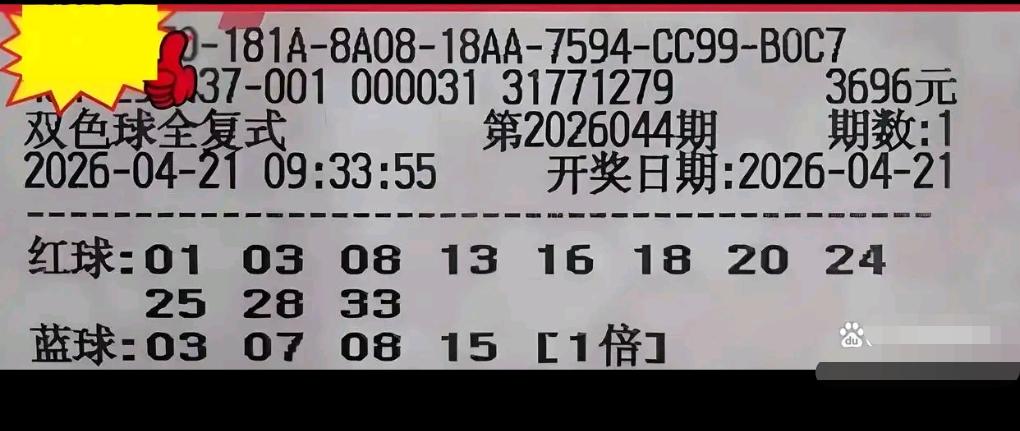 0-181A-8A08-18AA-7594-CC99-B0C7
37-001 000031 31771279 3696元
双色球全复式 第2026044期 期数:1
2026-04-21 09:33:55 开奖日期:2026-04-21
红球:01 03 08 13 16 18 20 24
25 28 33
蓝球:03 07 08 15 [1倍]
du